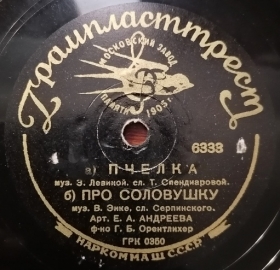 Грампласттрест
МОСКОВСКИЙ ЗАВОД
ПАМЯТИ 1905 г.
6333
а) ПЧЕЛКА
муз. З. Левиной, сл. Т. Спендиаровой.
б) ПРО СОЛОВУШКУ
муз. В. Энке, сл. Серпинского.
Арт. Е. А. АНДРЕЕВА
ф-но Г. Б. Орентлихер
ГРК 0350
НАРКОММАШ СССР